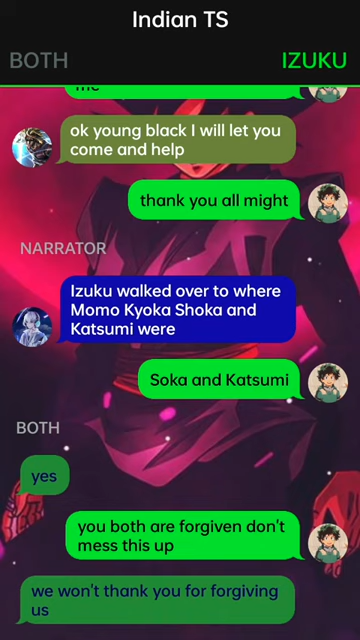 Indian TS
BOTH
IZUKU
me
ok young black I will let you
come and help
thank you all might
NARRATOR
Izuku walked over to where
Momo Kyoka Shoka and
Katsumi were
Soka and Katsumi
BOTH
yes
you both are forgiven don't
mess this up
we won't thank you for forgiving
us